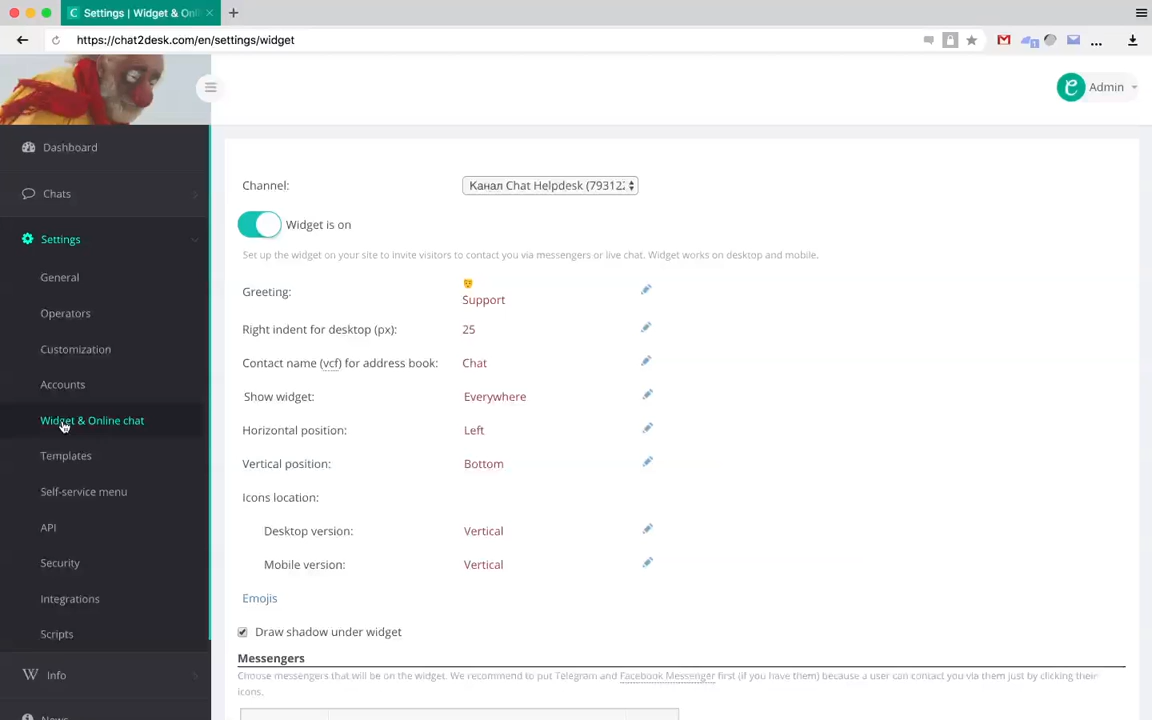 Settings | Widget & Onli
https://chat2desk.com/en/settings/widget
1
Admin
Dashboard
Chats
Settings
General
Operators
Customization
Accounts
Widget & Online chat
Templates
Self-service menu
API
Security
Integrations
Scripts
Info
News
Channel:
Канал Chat Helpdesk (79312
Widget is on
Set up the widget on your site to invite visitors to contact you via messengers or live chat. Widget works on desktop and mobile.
Greeting:
Support
Right indent for desktop (px):
25
Contact name (vcf) for address book:
Chat
Show widget:
Everywhere
Horizontal position:
Left
Vertical position:
Bottom
Icons location:
Desktop version:
Vertical
Mobile version:
Vertical
Emojis
Draw shadow under widget
Messengers
Choose messengers that will be on the widget. We recommend to put Telegram and Facebook Messenger first (if you have them) because a user can contact you via them just by clicking their
icons.